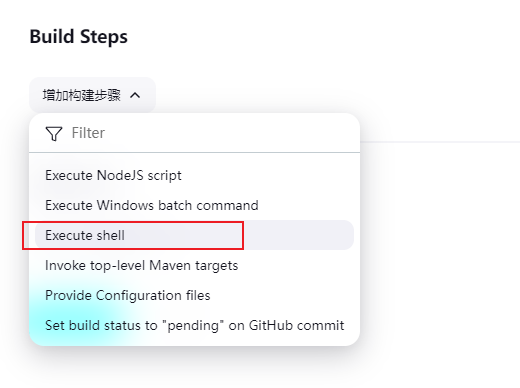 Build Steps
增加构建步骤
Filter
Execute NodeJS script
Execute Windows batch command
Execute shell
Invoke top-level Maven targets
Provide Configuration files
Set build status to "pending" on GitHub commit